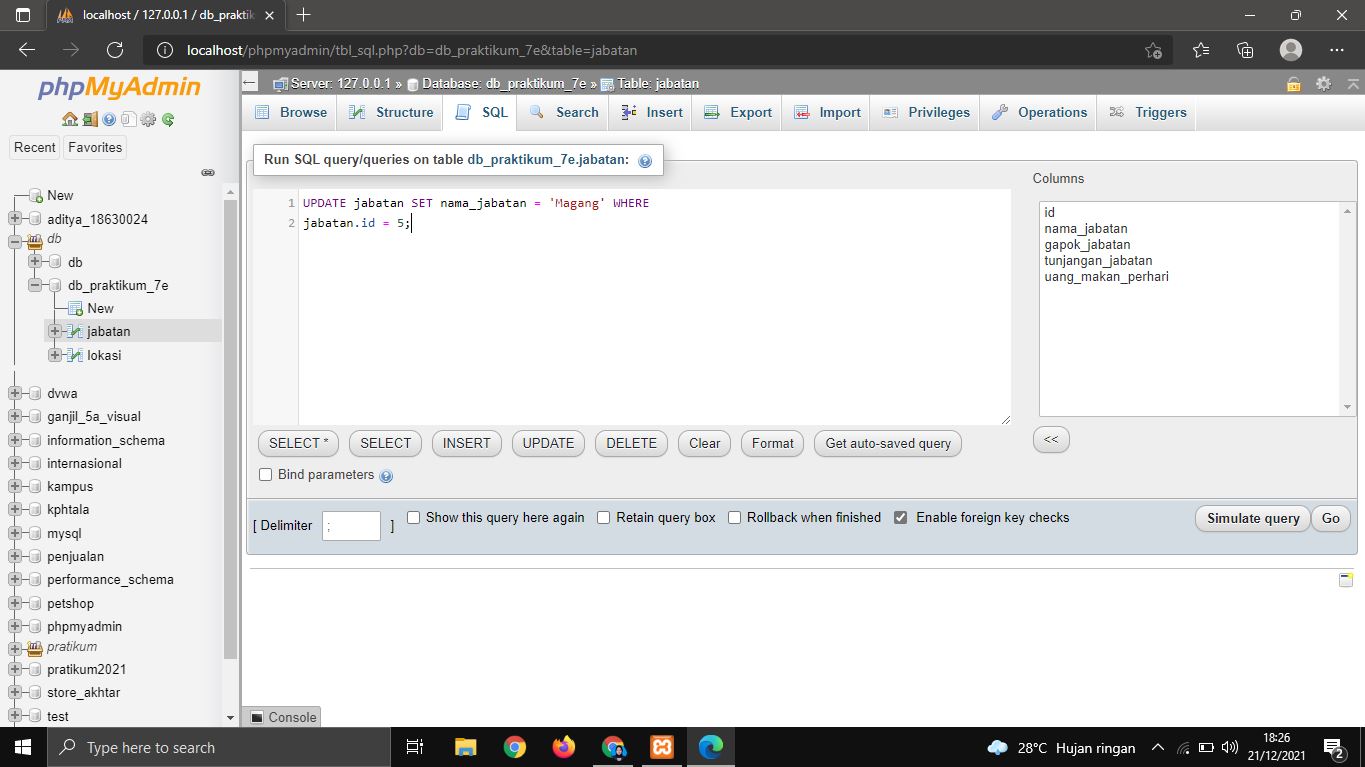 localhost / 127.0.0.1 / db_praktik
localhost/phpmyadmin/tbl_sql.php?db=db_praktikum_7e&table=jabatan
phpMyAdmin
Recent
Favorites
New
aditya_18630024
db
db
db_praktikum_7e
New
jabatan
lokasi
dvwa
ganjil_5a_visual
information_schema
internasional
kampus
kphtala
mysql
penjualan
performance_schema
petshop
phpmyadmin
pratikum
pratikum2021
store_akhtar
test
Server: 127.0.0.1 » Database: db_praktikum_7e » Table: jabatan
Browse Structure SQL Search Insert Export Import Privileges Operations Triggers
Run SQL query/queries on table db_praktikum_7e.jabatan:
1 UPDATE jabatan SET nama_jabatan = 'Magang' WHERE
2 jabatan.id = 5;
Columns
id
nama_jabatan
gapok_jabatan
tunjangan_jabatan
uang_makan_perhari
SELECT * SELECT INSERT UPDATE DELETE Clear Format Get auto-saved query <<
Bind parameters
[ Delimiter ; ] Show this query here again Retain query box Rollback when finished Enable foreign key checks Simulate query Go
Console
Type here to search
28°C Hujan ringan
18:26
21/12/2021
2